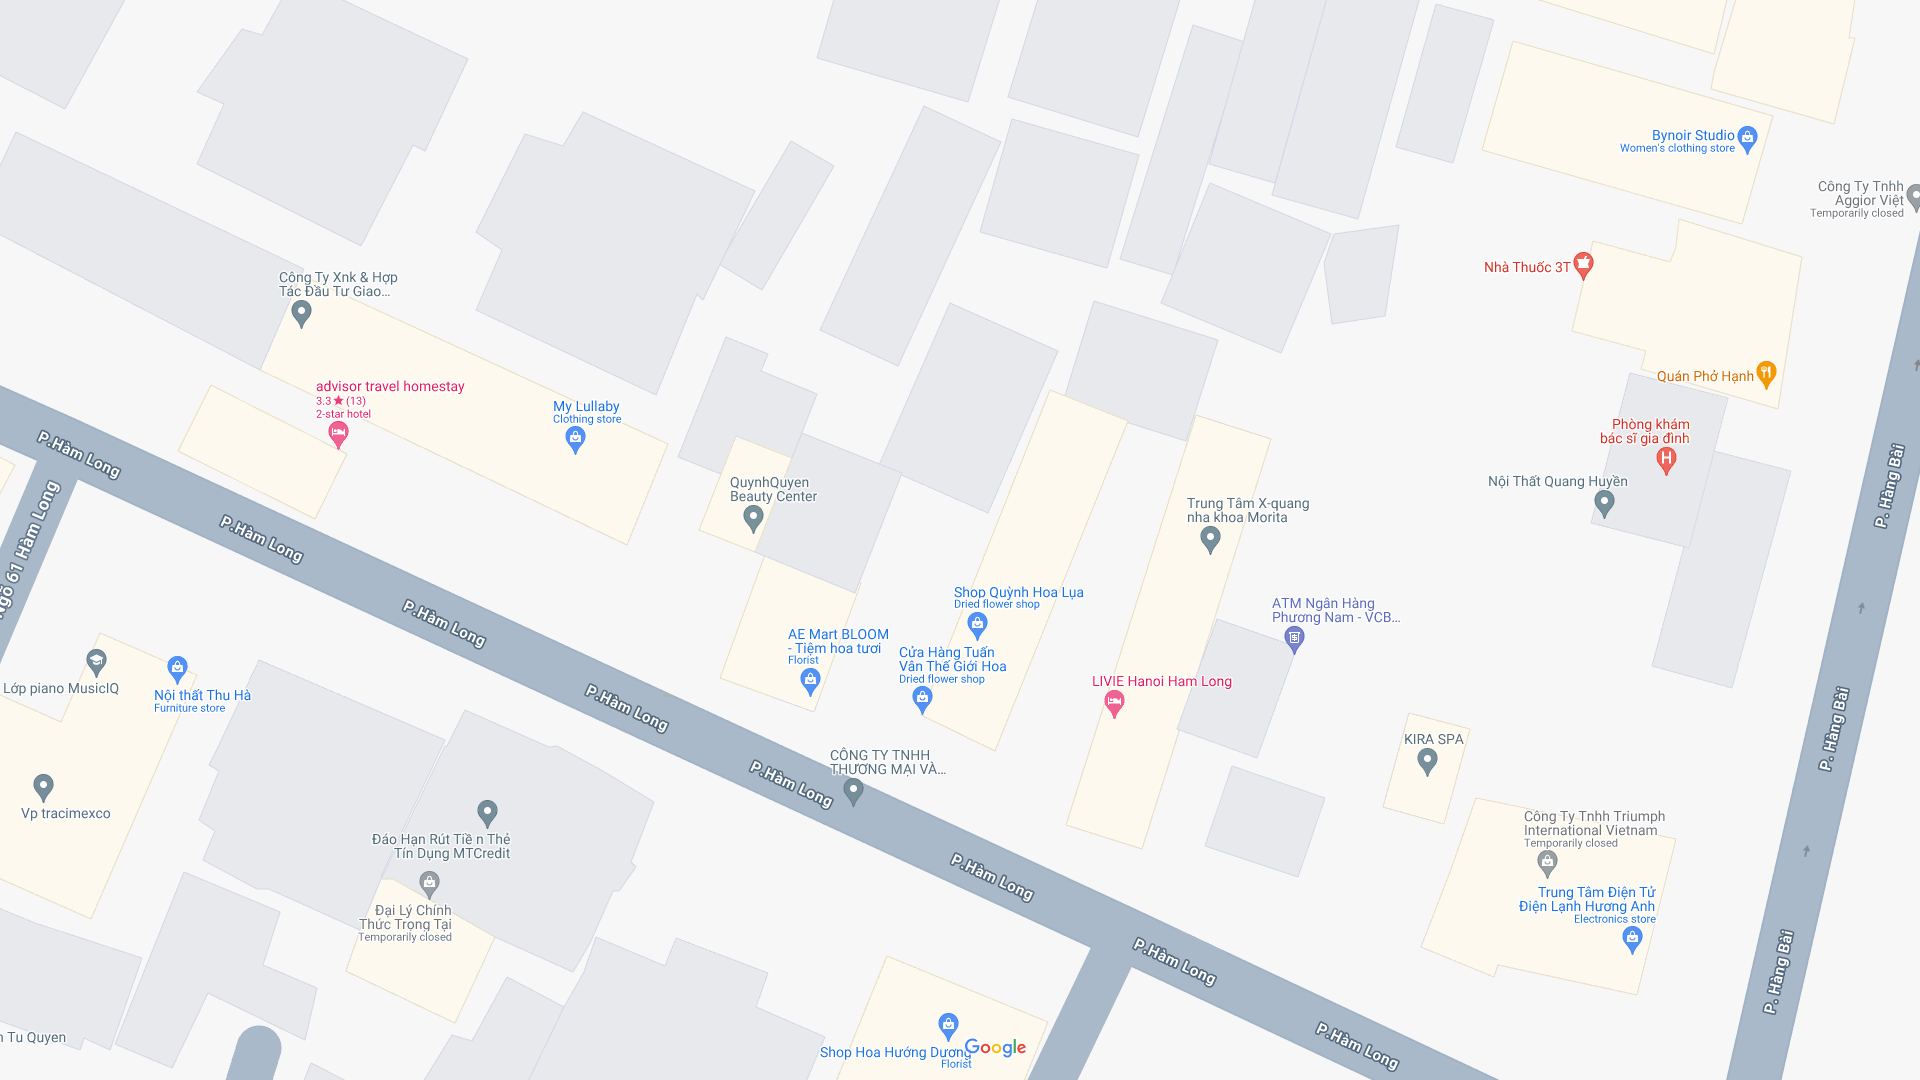 Bynoir Studio
Women's clothing store
Công Ty Tnhh
Aggior Việt
Temporarily closed
Nhà Thuốc 3T
Công Ty Xnk & Hợp
Tác Đầu Tư Giao...
advisor travel homestay
3.3★(13)
2-star hotel
My Lullaby
Clothing store
Quán Phở Hạnh
Phòng khám
bác sĩ gia đình
Nội Thất Quang Huyền
QuynhQuyen
Beauty Center
Trung Tâm X-quang
nha khoa Morita
P.Hàm Long
P.Hàm Long
P.Hàm Long
P.Hàm Long
P.Hàm Long
P.Hàm Long
P.Hàm Long
P.Hàm Long
Ngõ 61 Hàm Long
P. Hàng Bài
P. Hàng Bài
P. Hàng Bài
Shop Quỳnh Hoa Lụa
Dried flower shop
ATM Ngân Hàng
Phương Nam - VCB...
AE Mart BLOOM
- Tiệm hoa tươi
Florist
Cửa Hàng Tuấn
Vân Thế Giới Hoa
Dried flower shop
LIVIE Hanoi Ham Long
Lớp piano MusicIQ
Nội thất Thu Hà
Furniture store
KIRA SPA
CÔNG TY TNHH
THƯƠNG MẠI VÀ...
Vp tracimexco
Đáo Hạn Rút Tiề n Thẻ
Tín Dụng MTCredit
Công Ty Tnhh Triumph
International Vietnam
Temporarily closed
Đại Lý Chính
Thức Trọng Tại
Temporarily closed
Trung Tâm Điện Tử
Điện Lạnh Hương Anh
Electronics store
Tu Quyen
Shop Hoa Hướng Dương
Florist
Google